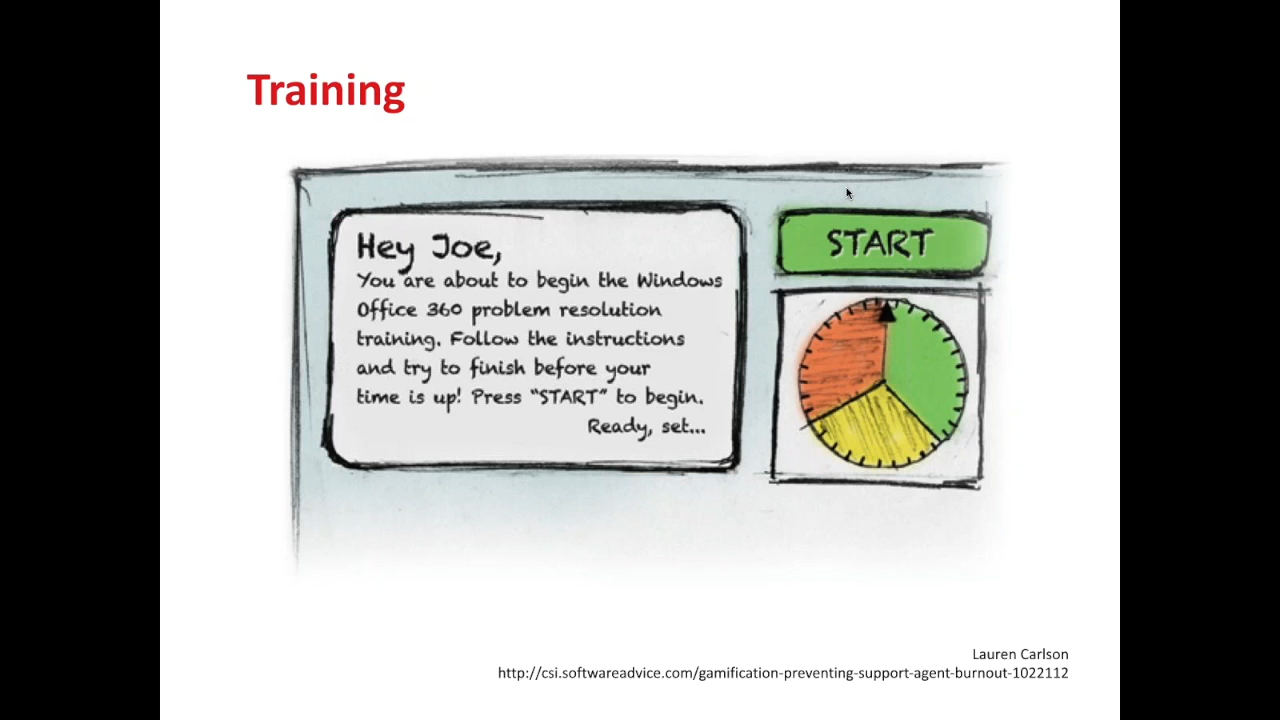 Training
Hey Joe,
You are about to begin the Windows
Office 360 problem resolution
training. Follow the instructions
and try to finish before your
time is up! Press “START” to begin.
Ready, set...
START
Lauren Carlson
http://csi.softwareadvice.com/gamification-preventing-support-agent-burnout-1022112